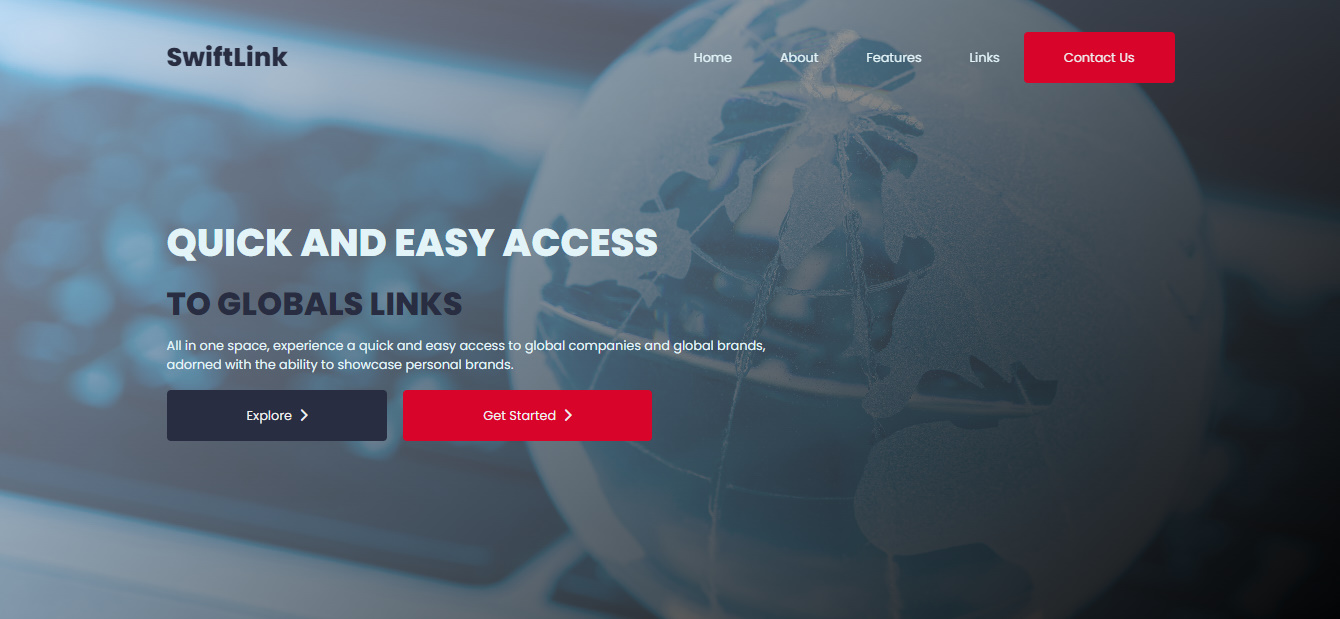 SwiftLink
Home About Features Links Contact Us
QUICK AND EASY ACCESS
TO GLOBALS LINKS
All in one space, experience a quick and easy access to global companies and global brands,
adorned with the ability to showcase personal brands.
Explore
Get Started